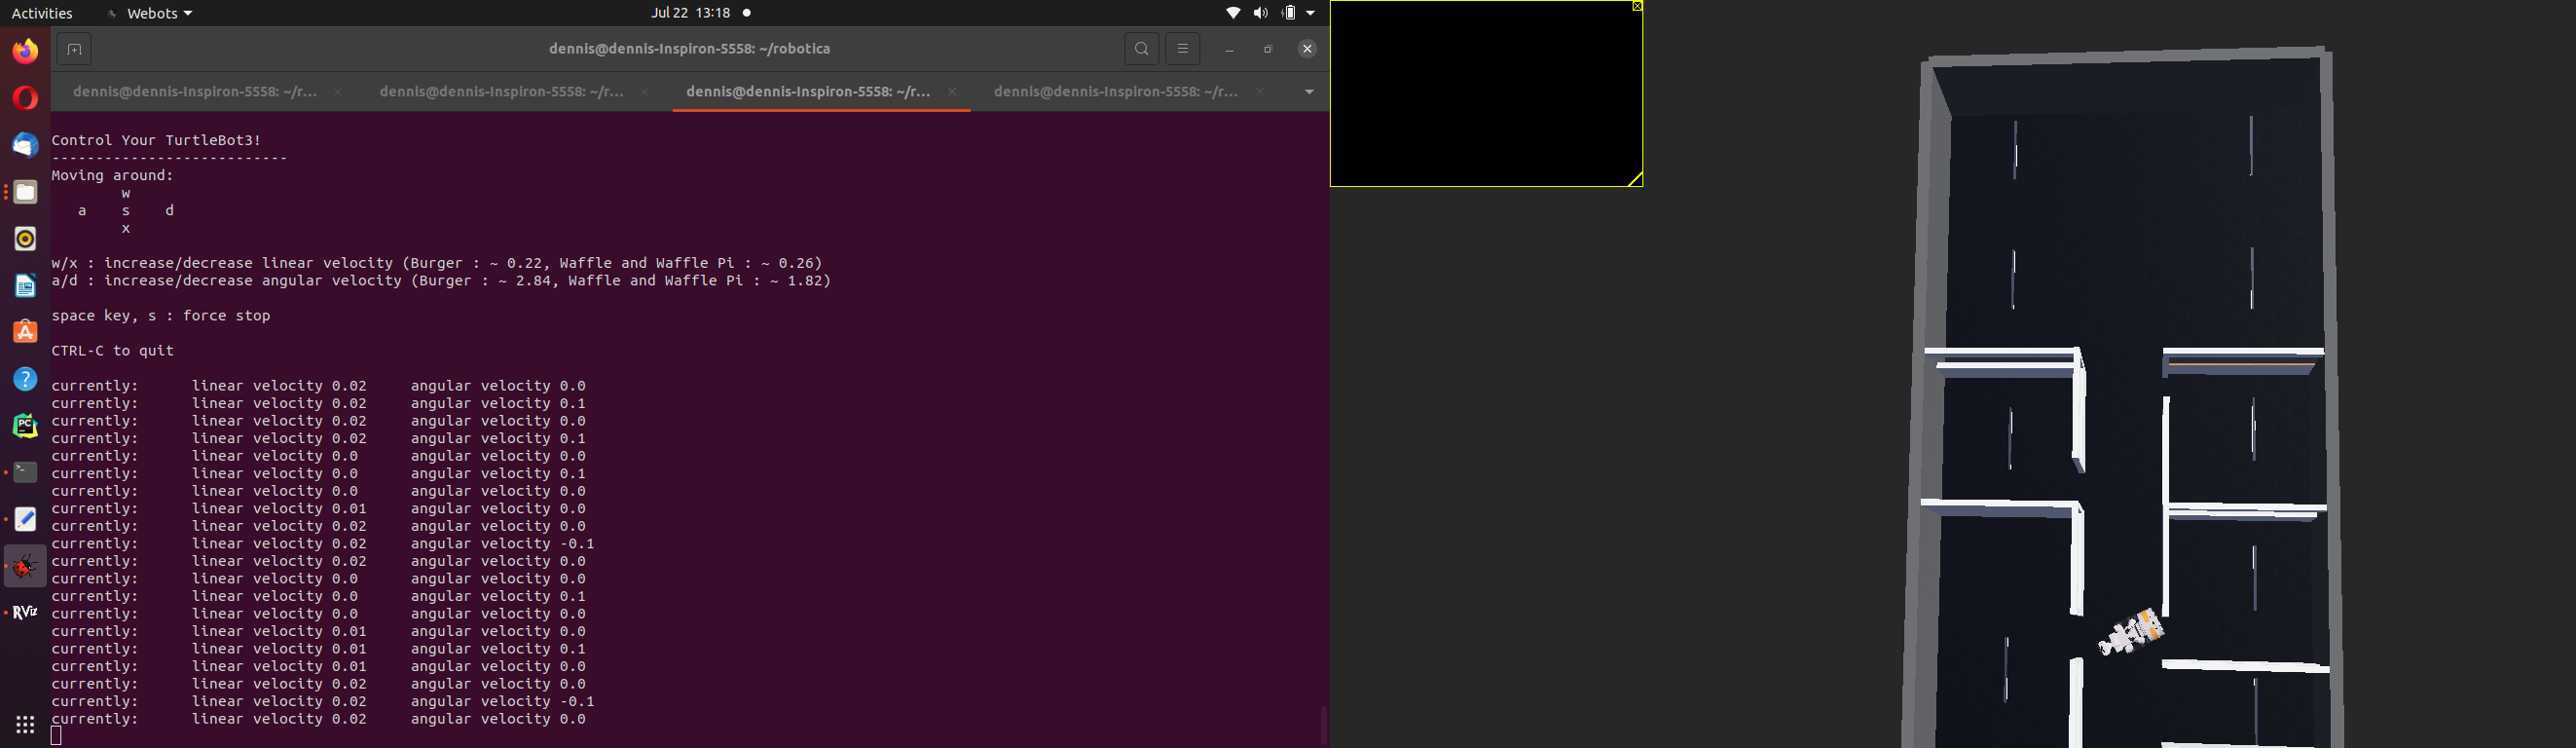 Activities Webots Jul 22 13:18
dennis@dennis-Inspiron-5558: ~/robotica
dennis@dennis-Inspiron-5558: ~/r... dennis@dennis-Inspiron-5558: ~/r... dennis@dennis-Inspiron-5558: ~/r... dennis@dennis-Inspiron-5558: ~/r...
Control Your TurtleBot3!
---------------------------
Moving around:
w
a s d
x
w/x : increase/decrease linear velocity (Burger : ~ 0.22, Waffle and Waffle Pi : ~ 0.26)
a/d : increase/decrease angular velocity (Burger : ~ 2.84, Waffle and Waffle Pi : ~ 1.82)
space key, s : force stop
CTRL-C to quit
currently: linear velocity 0.02 angular velocity 0.0
currently: linear velocity 0.02 angular velocity 0.1
currently: linear velocity 0.02 angular velocity 0.0
currently: linear velocity 0.02 angular velocity 0.1
currently: linear velocity 0.0 angular velocity 0.0
currently: linear velocity 0.0 angular velocity 0.1
currently: linear velocity 0.0 angular velocity 0.0
currently: linear velocity 0.01 angular velocity 0.0
currently: linear velocity 0.02 angular velocity 0.0
currently: linear velocity 0.02 angular velocity -0.1
currently: linear velocity 0.02 angular velocity 0.0
currently: linear velocity 0.0 angular velocity 0.0
currently: linear velocity 0.0 angular velocity 0.1
currently: linear velocity 0.0 angular velocity 0.0
currently: linear velocity 0.01 angular velocity 0.0
currently: linear velocity 0.01 angular velocity 0.1
currently: linear velocity 0.01 angular velocity 0.0
currently: linear velocity 0.02 angular velocity 0.0
currently: linear velocity 0.02 angular velocity -0.1
currently: linear velocity 0.02 angular velocity 0.0
PC
RViz